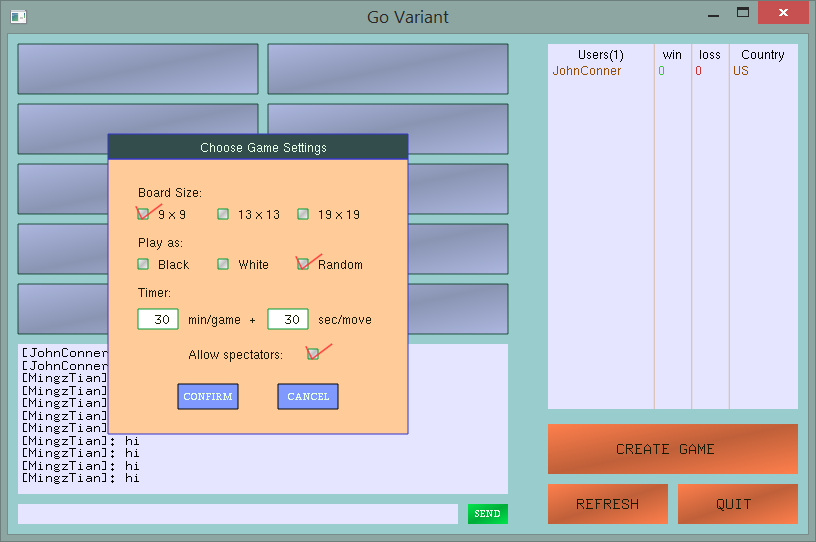 Go Variant
Users(1) win loss Country
JohnConner 0 0 US
Choose Game Settings
Board Size:
9 x 9 13 x 13 19 x 19
Play as:
Black White Random
Timer:
30 min/game + 30 sec/move
Allow spectators:
CONFIRM CANCEL
[JohnConner
[JohnConner
[MingzTian]
[MingzTian]
[MingzTian]
[MingzTian]
[MingzTian]
[MingzTian]: hi
[MingzTian]: hi
[MingzTian]: hi
[MingzTian]: hi
SEND
CREATE GAME
REFRESH QUIT